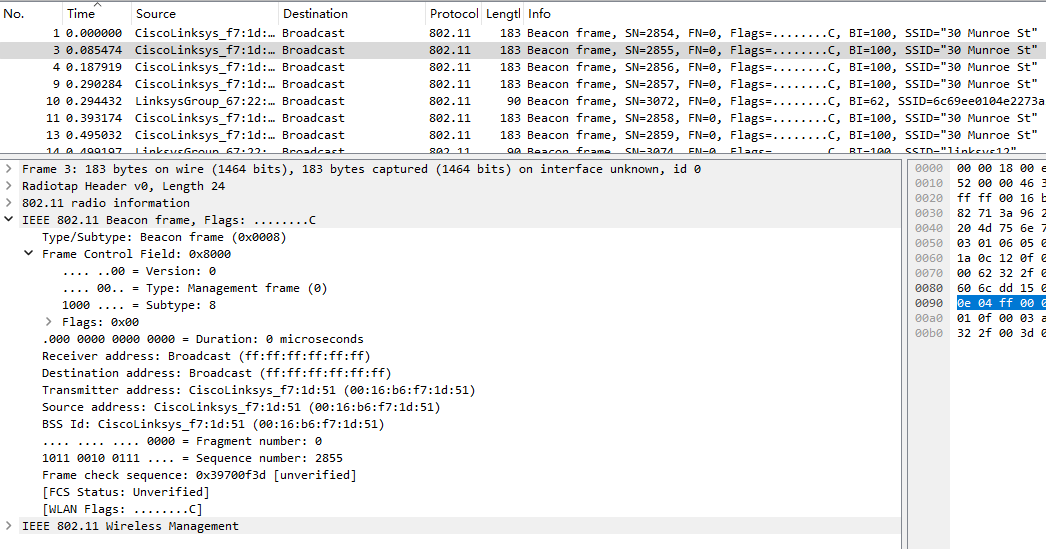 No. Time Source Destination Protocol Lengtl Info
1 0.000000 CiscoLinksys_f7:1d:… Broadcast 802.11 183 Beacon frame, SN=2854, FN=0, Flags=........C, BI=100, SSID="30 Munroe St"
3 0.085474 CiscoLinksys_f7:1d:… Broadcast 802.11 183 Beacon frame, SN=2855, FN=0, Flags=........C, BI=100, SSID="30 Munroe St"
4 0.187919 CiscoLinksys_f7:1d:… Broadcast 802.11 183 Beacon frame, SN=2856, FN=0, Flags=........C, BI=100, SSID="30 Munroe St"
9 0.290284 CiscoLinksys_f7:1d:… Broadcast 802.11 183 Beacon frame, SN=2857, FN=0, Flags=........C, BI=100, SSID="30 Munroe St"
10 0.294432 LinksysGroup_67:22:… Broadcast 802.11 90 Beacon frame, SN=3072, FN=0, Flags=........C, BI=62, SSID=6c69ee0104e2273a
11 0.393174 CiscoLinksys_f7:1d:… Broadcast 802.11 183 Beacon frame, SN=2858, FN=0, Flags=........C, BI=100, SSID="30 Munroe St"
13 0.495032 CiscoLinksys_f7:1d:… Broadcast 802.11 183 Beacon frame, SN=2859, FN=0, Flags=........C, BI=100, SSID="30 Munroe St"
14 0.499197 LinksysGroup_67:22:… Broadcast 802.11 90 Beacon frame, SN=3074, FN=0, Flags=........C, BI=100, SSID="linksys12"
Frame 3: 183 bytes on wire (1464 bits), 183 bytes captured (1464 bits) on interface unknown, id 0
Radiotap Header v0, Length 24
802.11 radio information
IEEE 802.11 Beacon frame, Flags: ........C
Type/Subtype: Beacon frame (0x0008)
Frame Control Field: 0x8000
.... ..00 = Version: 0
.... 00.. = Type: Management frame (0)
1000 .... = Subtype: 8
Flags: 0x00
.000 0000 0000 0000 = Duration: 0 microseconds
Receiver address: Broadcast (ff:ff:ff:ff:ff:ff)
Destination address: Broadcast (ff:ff:ff:ff:ff:ff)
Transmitter address: CiscoLinksys_f7:1d:51 (00:16:b6:f7:1d:51)
Source address: CiscoLinksys_f7:1d:51 (00:16:b6:f7:1d:51)
BSS Id: CiscoLinksys_f7:1d:51 (00:16:b6:f7:1d:51)
.... .... .... 0000 = Fragment number: 0
1011 0010 0111 .... = Sequence number: 2855
Frame check sequence: 0x39700f3d [unverified]
[FCS Status: Unverified]
[WLAN Flags: ........C]
IEEE 802.11 Wireless Management
0000 00 00 18 00 e
0010 52 00 00 46 3
0020 ff ff 00 16 b
0030 82 71 3a 96 2
0040 20 4d 75 6e 7
0050 03 01 06 05 0
0060 1a 0c 12 0f 0
0070 00 62 32 2f 0
0080 60 6c dd 15 0
0090 0e 04 ff 00 0
00a0 01 0f 00 03 a
00b0 32 2f 00 3d 0